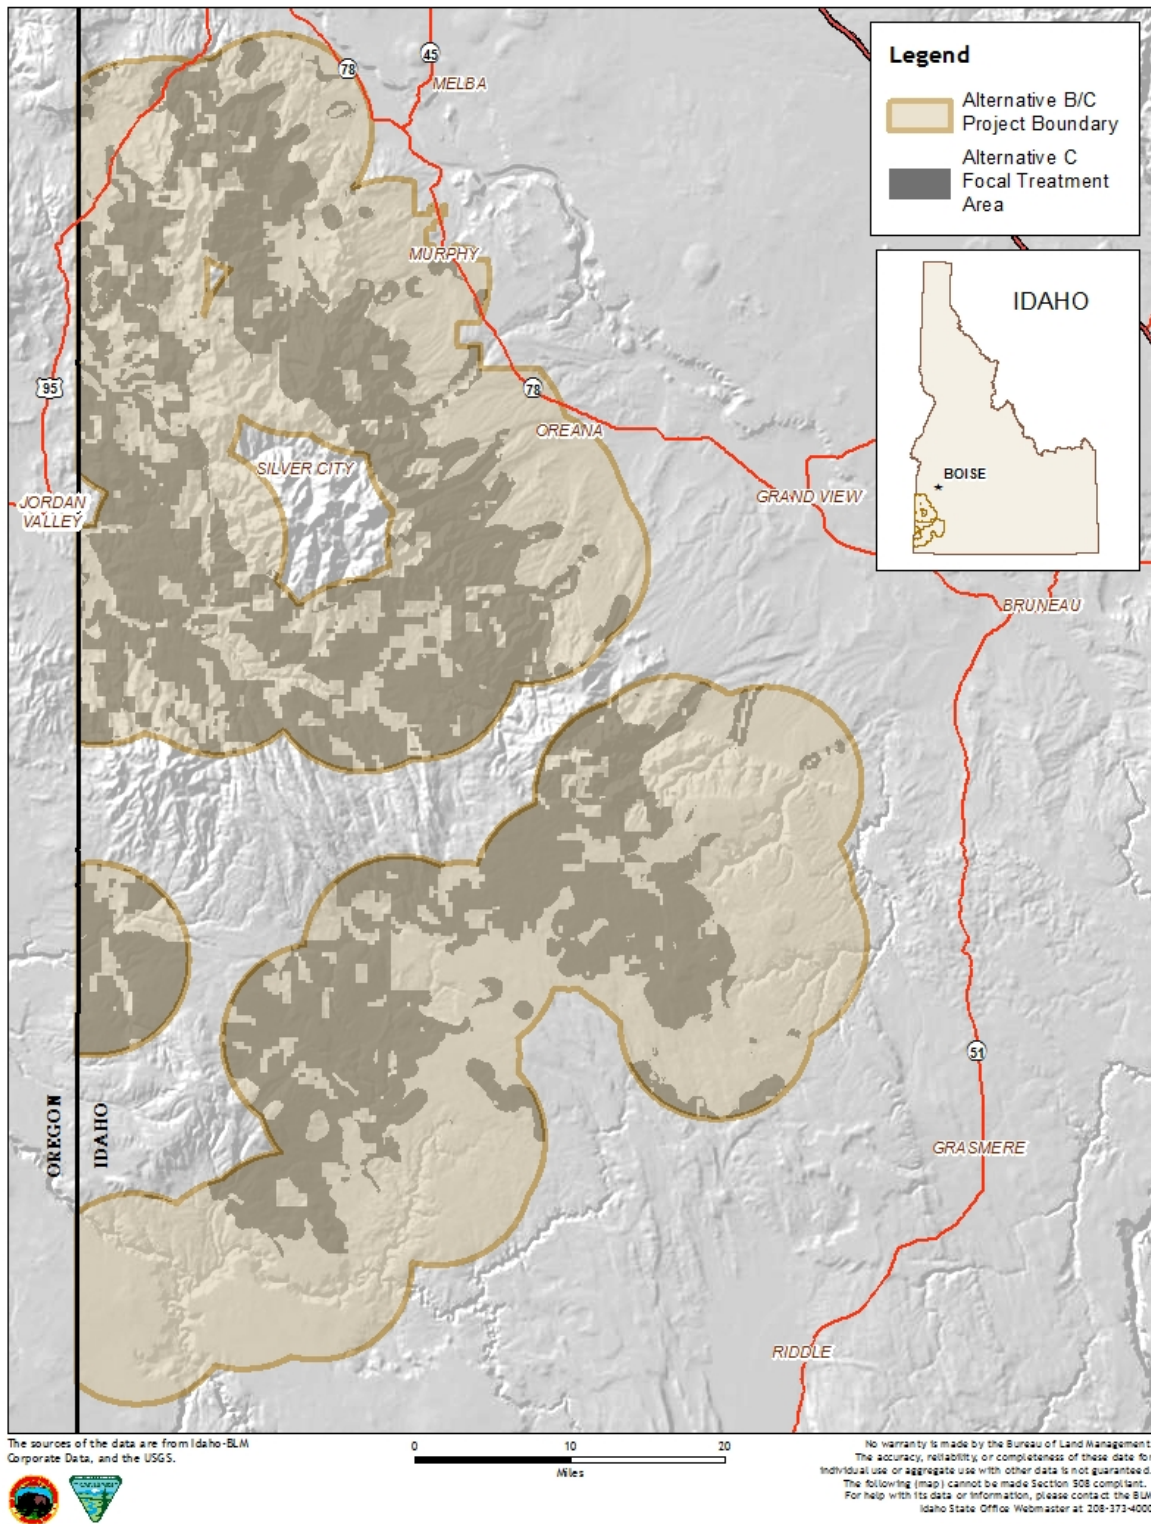 45
78
MELBA
Legend
Alternative B/C
Project Boundary
Alternative C
Focal Treatment
Area
MURPHY
IDAHO
95
78
OREANA
SILVER CITY
BOISE
JORDAN
VALLEY
GRAND VIEW
BRUNEAU
51
OREGON
IDAHO
GRASMERE
RIDDLE
The sources of the data are from Idaho-BLM
Corporate Data, and the USGS.
0 10 20
Miles
No warranty is made by the Bureau of Land Management.
The accuracy, reliability, or completeness of these date for
individual use or aggregate use with other data is not guaranteed.
The following (map) cannot be made Section 508 compliant.
For help with its data or information, please contact the BLM
Idaho State Office Webmaster at 208-373-4000